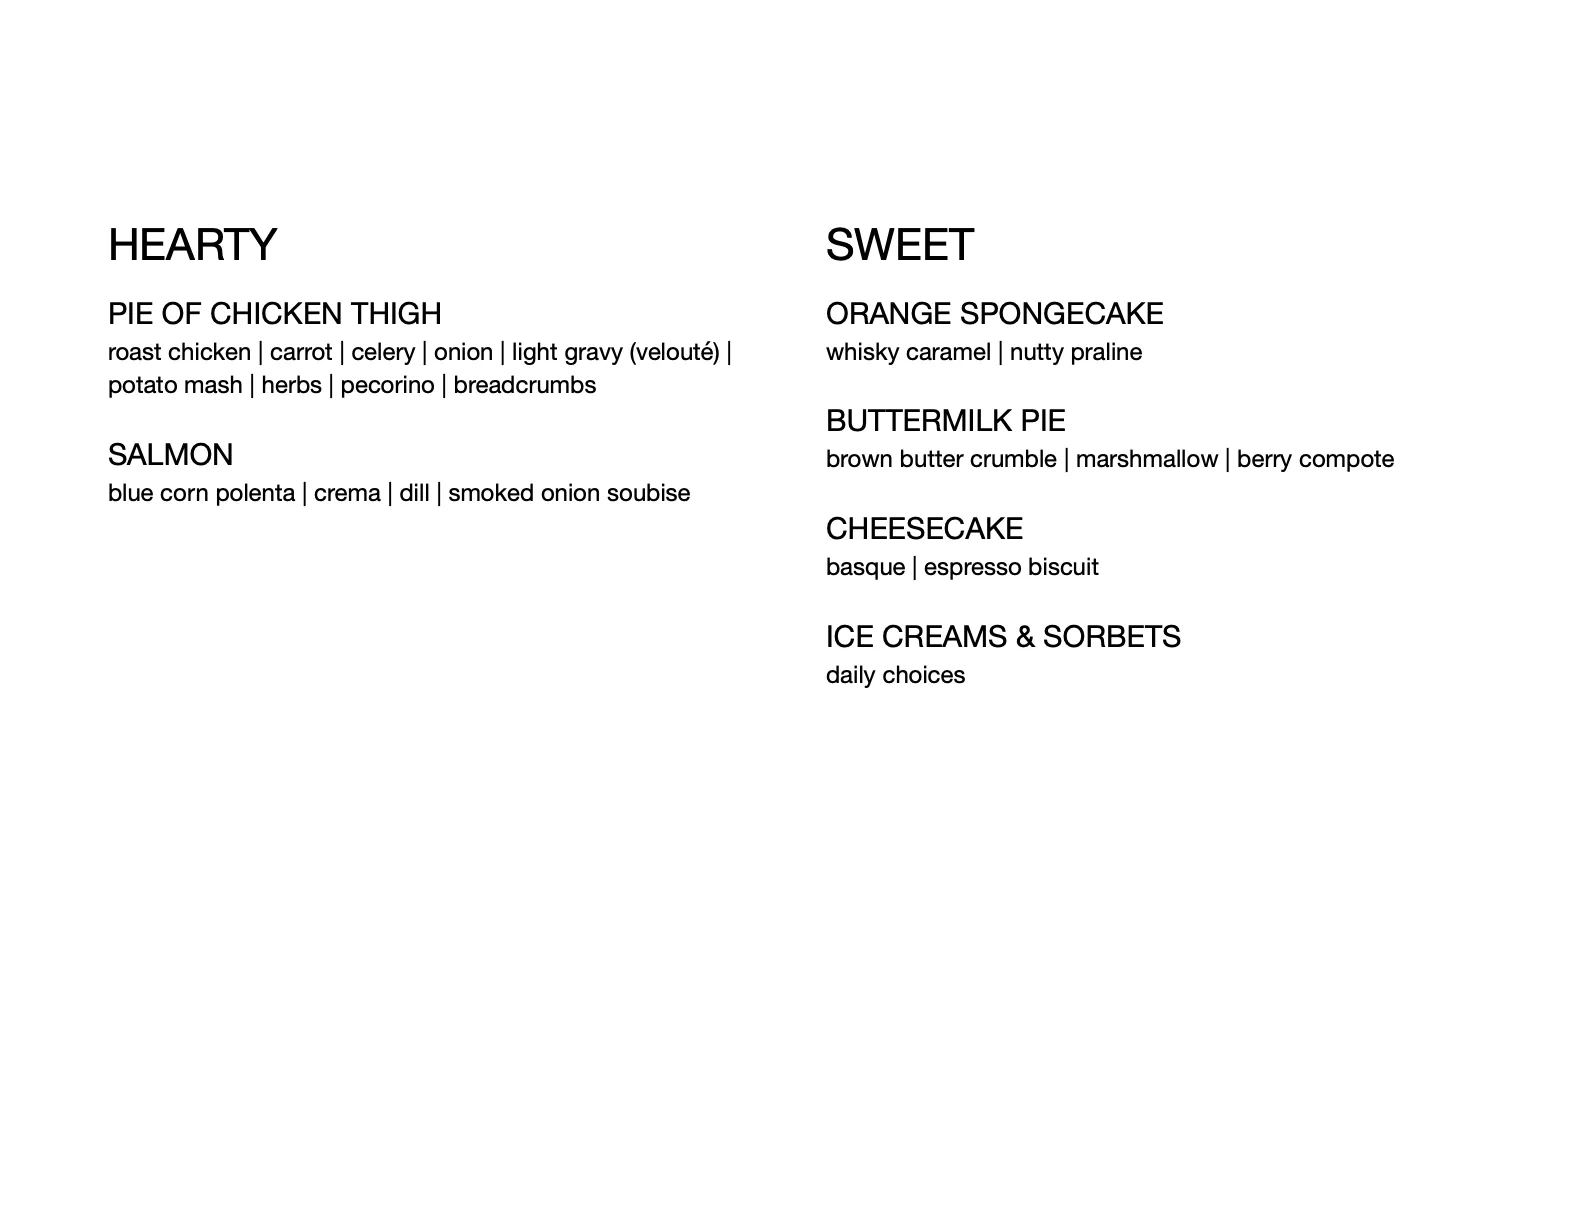 HEARTY
PIE OF CHICKEN THIGH
roast chicken | carrot | celery | onion | light gravy (velouté) |
potato mash | herbs | pecorino | breadcrumbs
SALMON
blue corn polenta | crema | dill | smoked onion soubise
SWEET
ORANGE SPONGECAKE
whisky caramel | nutty praline
BUTTERMILK PIE
brown butter crumble | marshmallow | berry compote
CHEESECAKE
basque | espresso biscuit
ICE CREAMS & SORBETS
daily choices